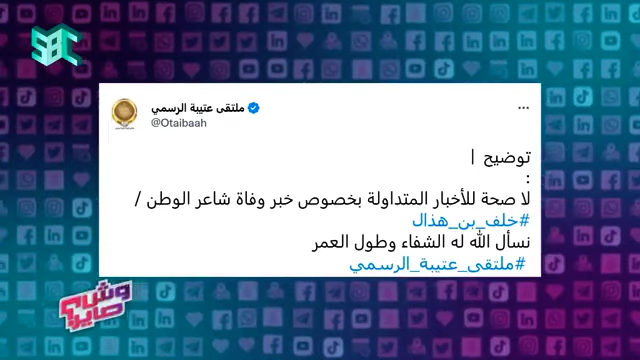 SBC
ملتقى عتيبة الرسمي
@Otaibaah
توضيح |
:
لا صحة للأخبار المتداولة بخصوص خبر وفاة شاعر الوطن /
#خلف_بن_هذال
نسأل الله له الشفاء وطول العمر
#ملتقى_عتيبة_الرسمي
وش صاير؟